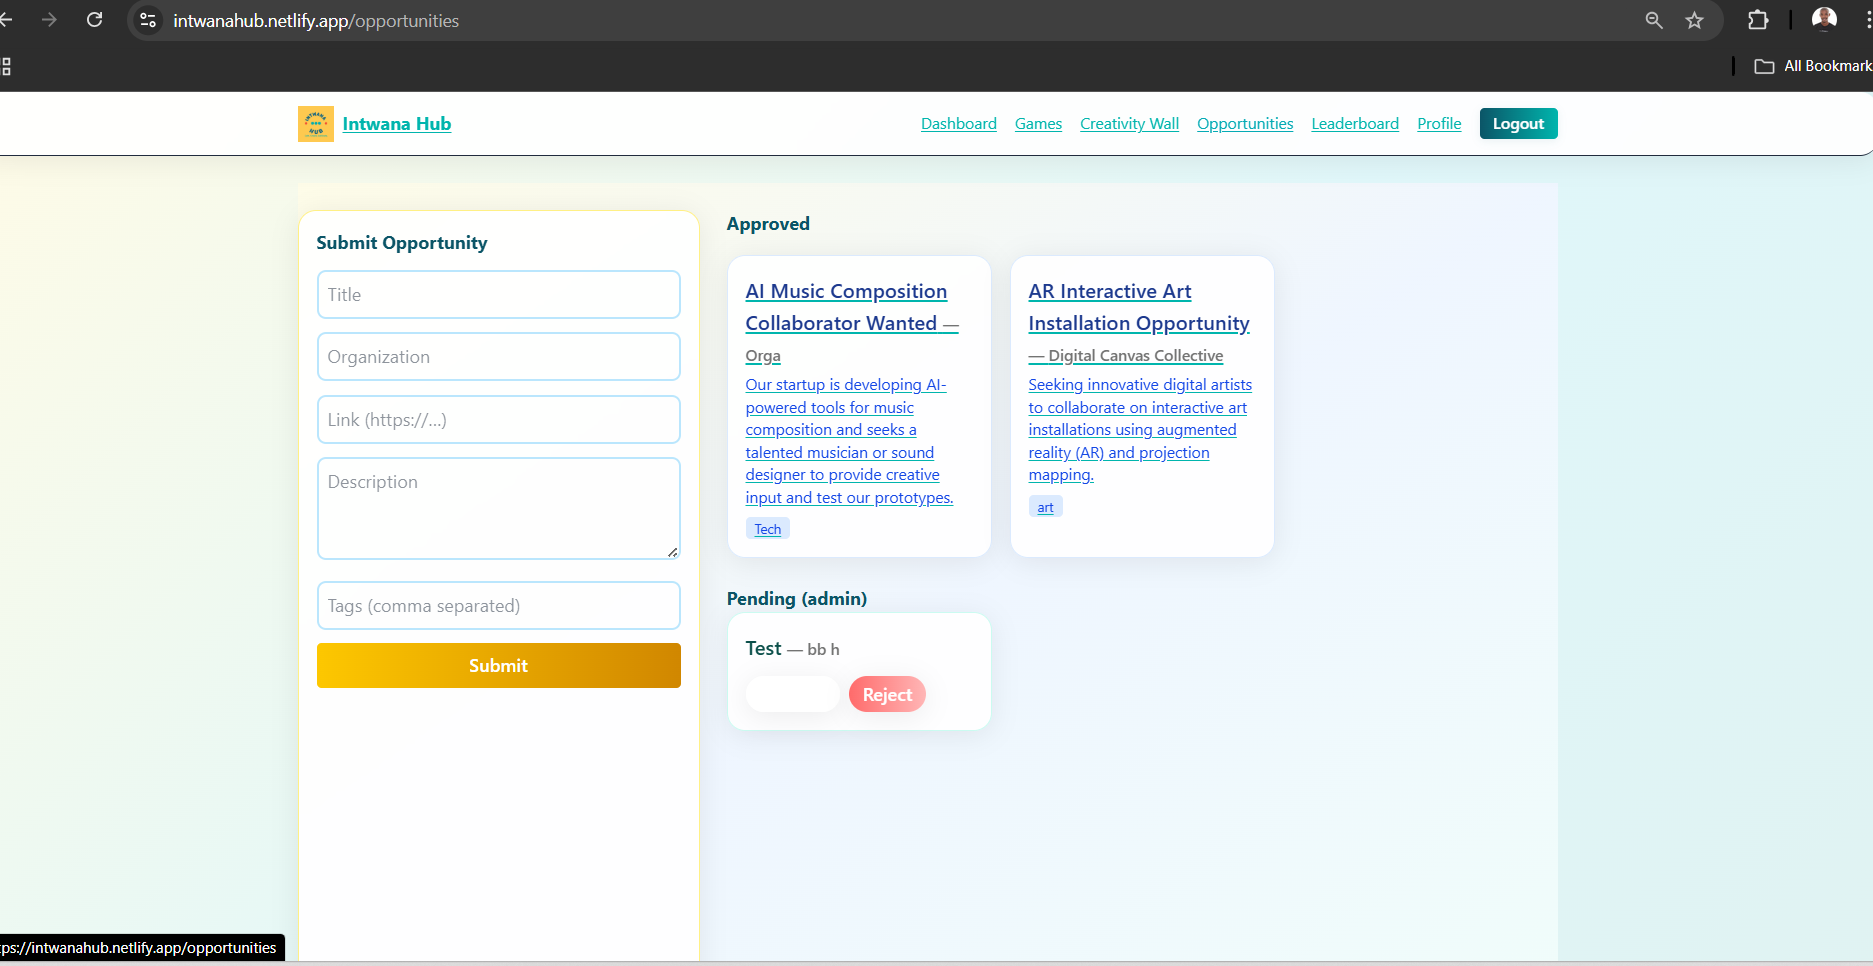 intwanahub.netlify.app/opportunities
All Bookmark
INTWANA HUB
Intwana Hub
Dashboard
Games
Creativity Wall
Opportunities
Leaderboard
Profile
Logout
Submit Opportunity
Title
Organization
Link (https://...)
Description
Tags (comma separated)
Submit
Approved
AI Music Composition
Collaborator Wanted —
Orga
Our startup is developing AI-
powered tools for music
composition and seeks a
talented musician or sound
designer to provide creative
input and test our prototypes.
Tech
AR Interactive Art
Installation Opportunity
— Digital Canvas Collective
Seeking innovative digital artists
to collaborate on interactive art
installations using augmented
reality (AR) and projection
mapping.
art
Pending (admin)
Test — bb h
Reject
tps://intwanahub.netlify.app/opportunities